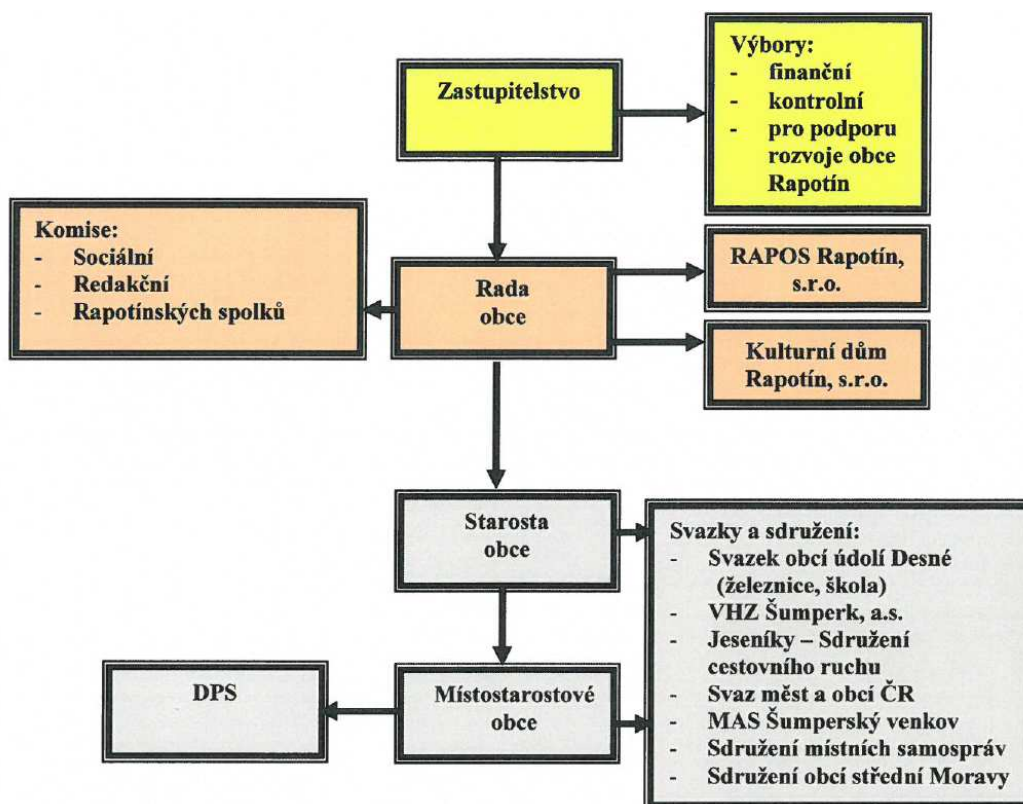 Zastupitelstvo
Výbory:
- finanční
- kontrolní
- pro podporu
rozvoje obce
Rapotín
Komise:
- Sociální
- Redakční
- Rapotínských spolků
Rada
obce
RAPOS Rapotín,
s.r.o.
Kulturní dům
Rapotín, s.r.o.
Starosta
obce
Svazky a sdružení:
- Svazek obcí údolí Desné
(železnice, škola)
- VHZ Šumperk, a.s.
- Jeseníky – Sdružení
cestovního ruchu
- Svaz měst a obcí ČR
- MAS Šumperský venkov
- Sdružení místních samospráv
- Sdružení obcí střední Moravy
DPS
Místostarostové
obce